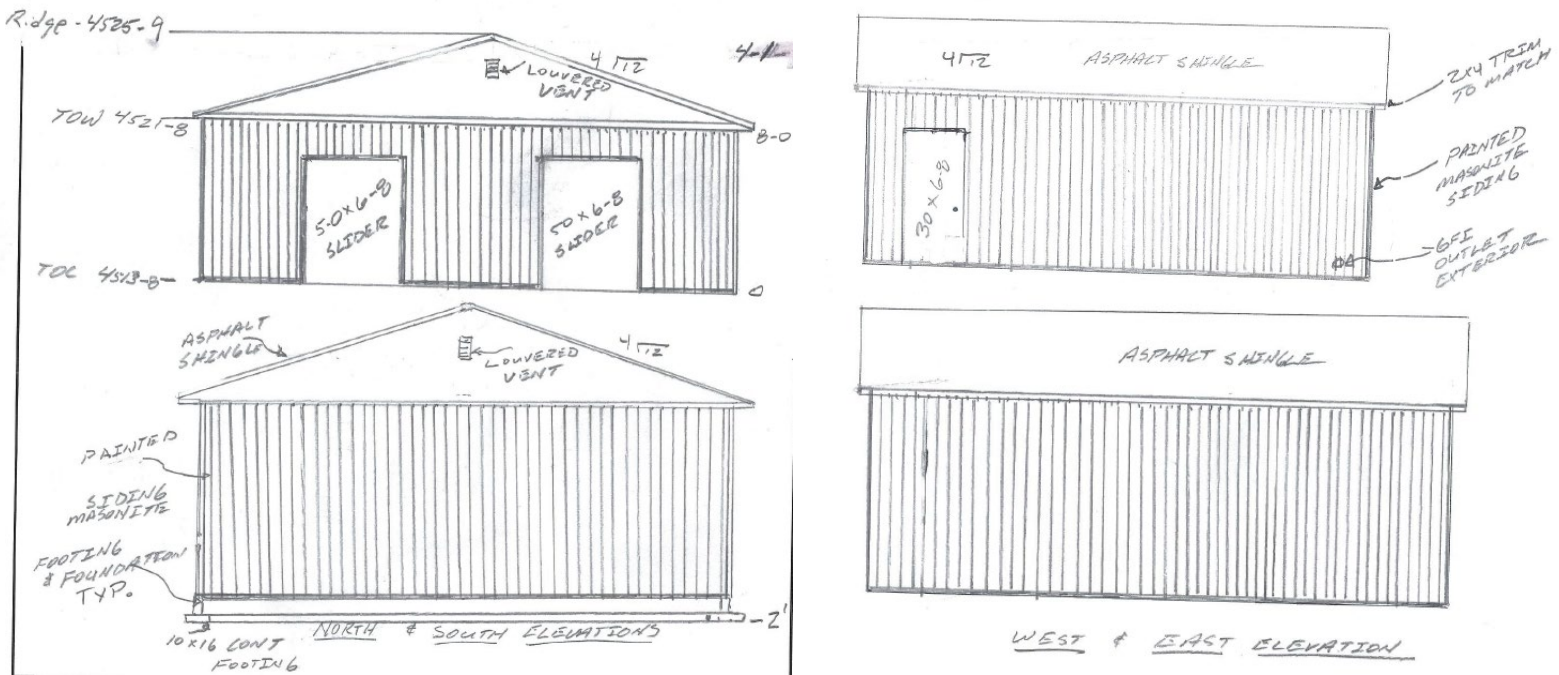 Ridge - 4525-9
4 12
LOUVERED
VENT
TOW 4521-8
8-0
5-0 X 6-8
SLIDER
50 X 6-8
SLIDER
TOC 4513-8
0
ASPHALT
SHINGLE
4 12
LOUVERED
VENT
PAINTED
SIDING
MASONITE
FOOTING
& FOUNDATION
TYP.
-2'
10X16 CONT
FOOTING
NORTH & SOUTH ELEVATIONS
4 12
ASPHALT SHINGLE
2X4 TRIM
TO MATCH
PAINTED
MASONITE
SIDING
30 X 6-8
GFI
OUTLET
EXTERIOR
ASPHALT SHINGLE
WEST & EAST ELEVATION